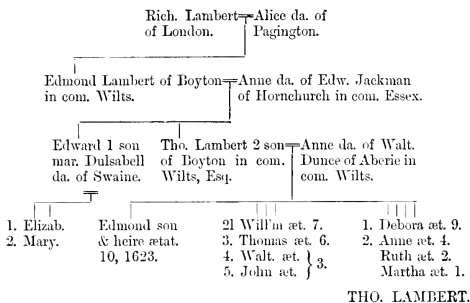 Rich. Lambert Alice da. of
of London. Pagington.
Edmond Lambert of Boyton Anne da. of Edw. Jackman
in com. Wilts. of Hornchurch in com. Essex.
Edward 1 son Tho. Lambert 2 son Anne da. of Walt.
mar. Dulsabell of Boyton in com. Dunce of Aberie in
da. of Swaine. Wilts, Esq. com. Wilts.
1. Elizab. Edmond son 21 Will'm æt. 7. 1. Debora æt. 9.
2. Mary. & heire ætat. 3. Thomas æt. 6. 2. Anne æt. 4.
10, 1623. 4. Walt. æt. } 3. Ruth æt. 2.
5. John æt. Martha æt. 1.
THO. LAMBERT.